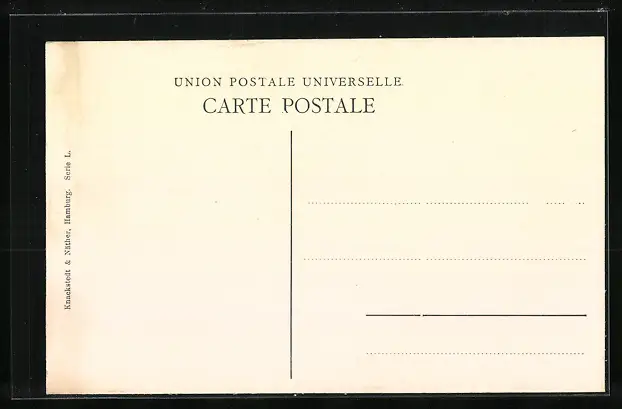 UNION POSTALE UNIVERSELLE.
CARTE POSTALE
Knackstedt & Näther, Hamburg. Serie L.